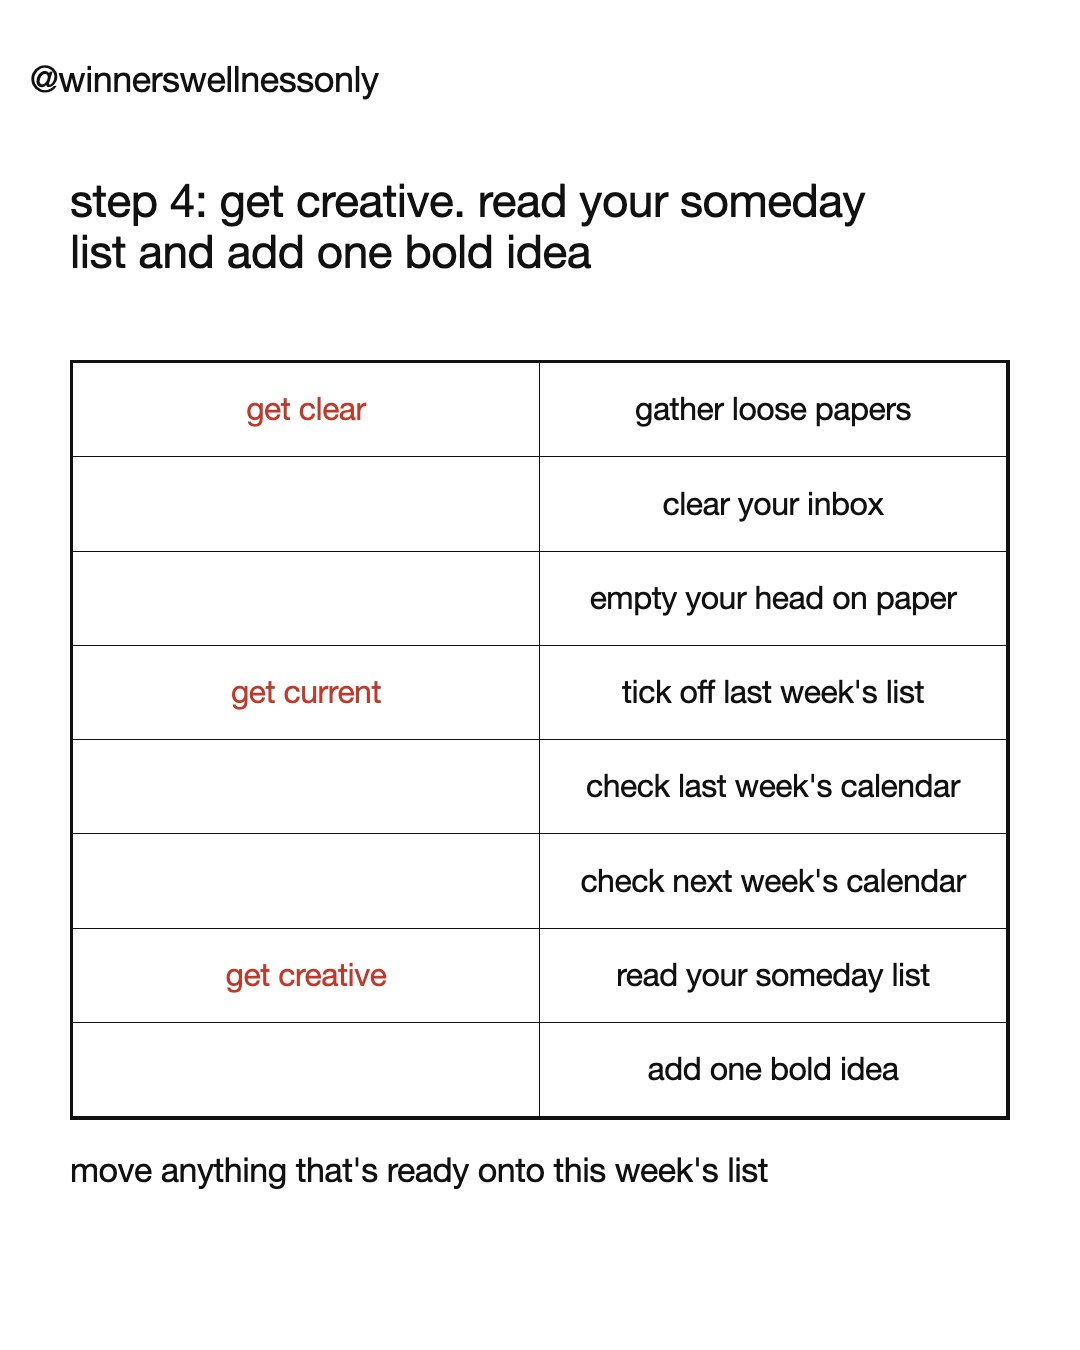 @winnerswellnessonly
step 4: get creative. read your someday
list and add one bold idea
get clear
gather loose papers
clear your inbox
empty your head on paper
get current
tick off last week's list
check last week's calendar
check next week's calendar
get creative
read your someday list
add one bold idea
move anything that's ready onto this week's list